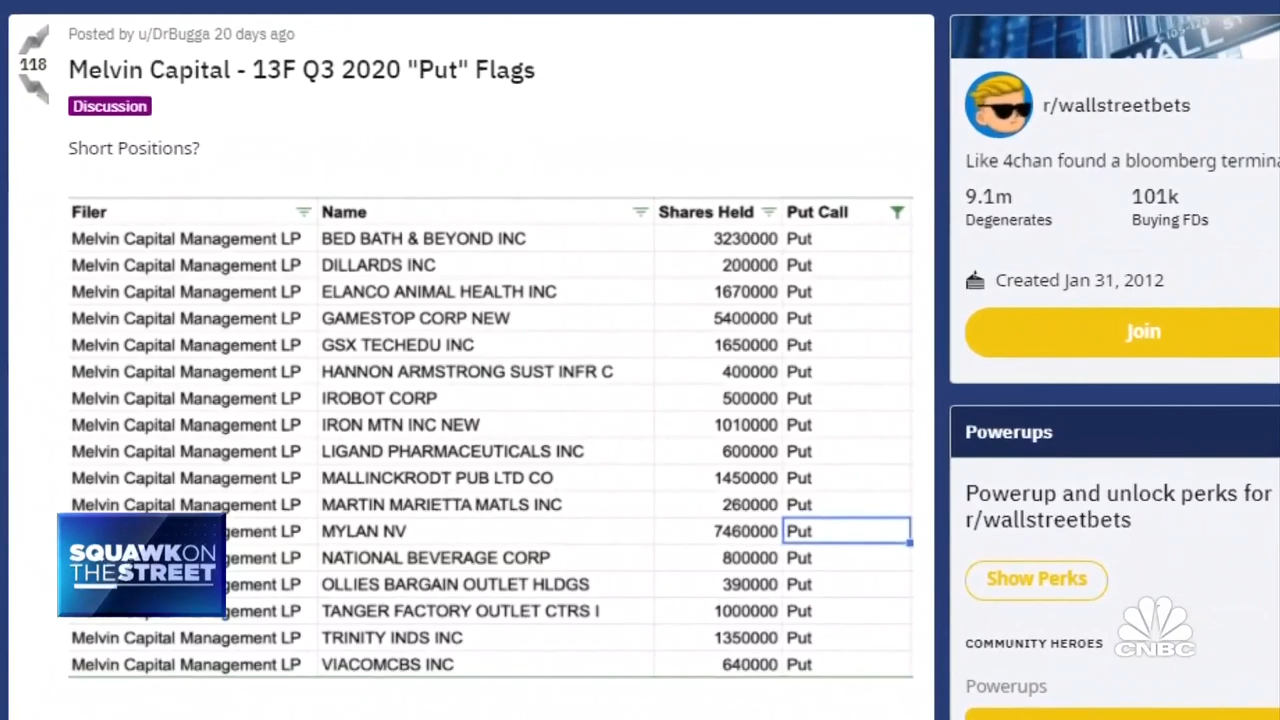 Posted by u/DrBugga 20 days ago
118
Melvin Capital - 13F Q3 2020 "Put" Flags
Discussion
Short Positions?
Filer Name Shares Held Put Call
Melvin Capital Management LP BED BATH & BEYOND INC 3230000 Put
Melvin Capital Management LP DILLARDS INC 200000 Put
Melvin Capital Management LP ELANCO ANIMAL HEALTH INC 1670000 Put
Melvin Capital Management LP GAMESTOP CORP NEW 5400000 Put
Melvin Capital Management LP GSX TECHEDU INC 1650000 Put
Melvin Capital Management LP HANNON ARMSTRONG SUST INFR C 400000 Put
Melvin Capital Management LP IROBOT CORP 500000 Put
Melvin Capital Management LP IRON MTN INC NEW 1010000 Put
Melvin Capital Management LP LIGAND PHARMACEUTICALS INC 600000 Put
Melvin Capital Management LP MALLINCKRODT PUB LTD CO 1450000 Put
Melvin Capital Management LP MARTIN MARIETTA MATLS INC 260000 Put
LP MYLAN NV 7460000 Put
LP NATIONAL BEVERAGE CORP 800000 Put
LP OLLIES BARGAIN OUTLET HLDGS 390000 Put
LP TANGER FACTORY OUTLET CTRS I 1000000 Put
Melvin Capital Management LP TRINITY INDS INC 1350000 Put
Melvin Capital Management LP VIACOMCBS INC 640000 Put
SQUAWK ON
THE STREET
WALL ST
r/wallstreetbets
Like 4chan found a bloomberg
9.1m 101k
Degenerates Buying FDs
Created Jan 31, 2012
Join
Powerups
Powerup and unlock perks for
r/wallstreetbets
Show Perks
COMMUNITY HEROES
CNBC
Powerups